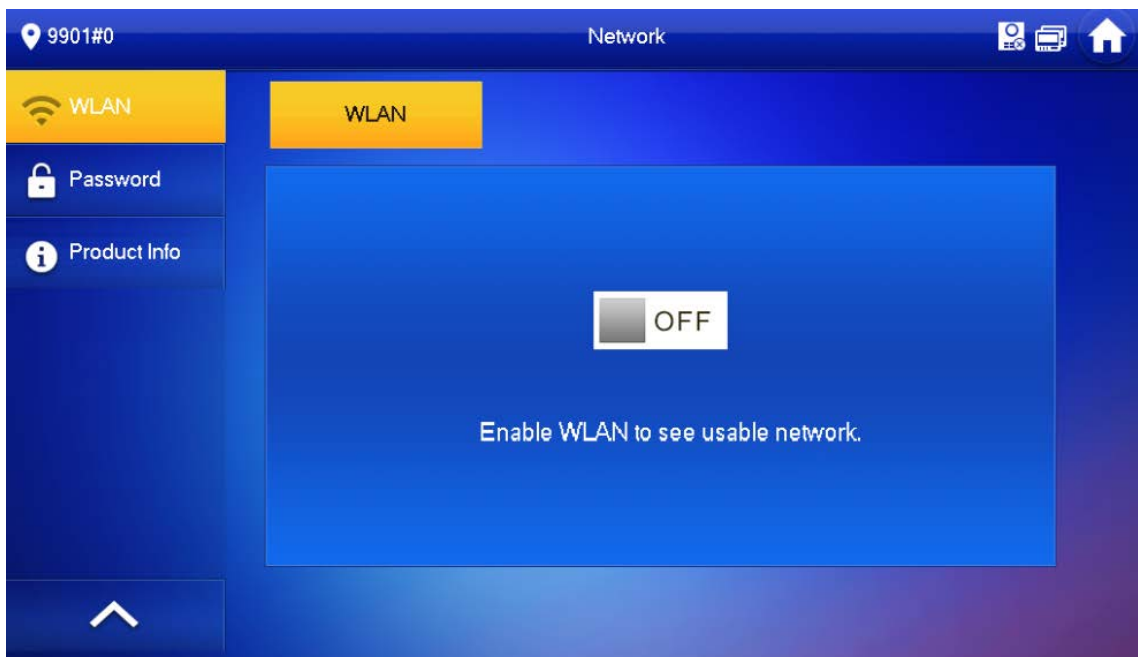 9901#0
Network
WLAN
Password
Product Info
WLAN
OFF
Enable WLAN to see usable network.